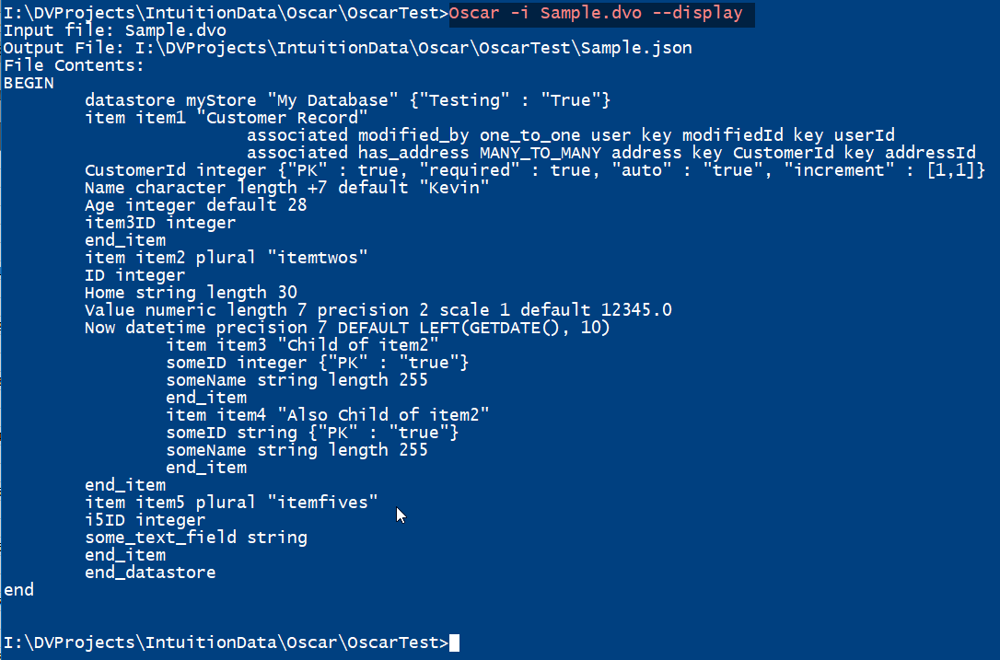 I:\DVProjects\IntuitionData\Oscar\OscarTest>Oscar -i Sample.dvo --display
Input file: Sample.dvo
Output File: I:\DVProjects\IntuitionData\Oscar\OscarTest\Sample.json
File Contents:
BEGIN
        datastore myStore "My Database" {"Testing" : "True"}
        item item1 "Customer Record"
                        associated modified_by one_to_one user key modifiedId key userId
                        associated has_address MANY_TO_MANY address key CustomerId key addressId
        CustomerId integer {"PK" : true, "required" : true, "auto" : "true", "increment" : [1,1]}
        Name character length +7 default "Kevin"
        Age integer default 28
        item3ID integer
        end_item
        item item2 plural "itemtwos"
        ID integer
        Home string length 30
        Value numeric length 7 precision 2 scale 1 default 12345.0
        Now datetime precision 7 DEFAULT LEFT(GETDATE(), 10)
                item item3 "Child of item2"
                someID integer {"PK" : "true"}
                someName string length 255
                end_item
                item item4 "Also Child of item2"
                someID string {"PK" : "true"}
                someName string length 255
                end_item
        end_item
        item item5 plural "itemfives"
        i5ID integer
        some_text_field string
        end_item
        end_datastore
end
I:\DVProjects\IntuitionData\Oscar\OscarTest>